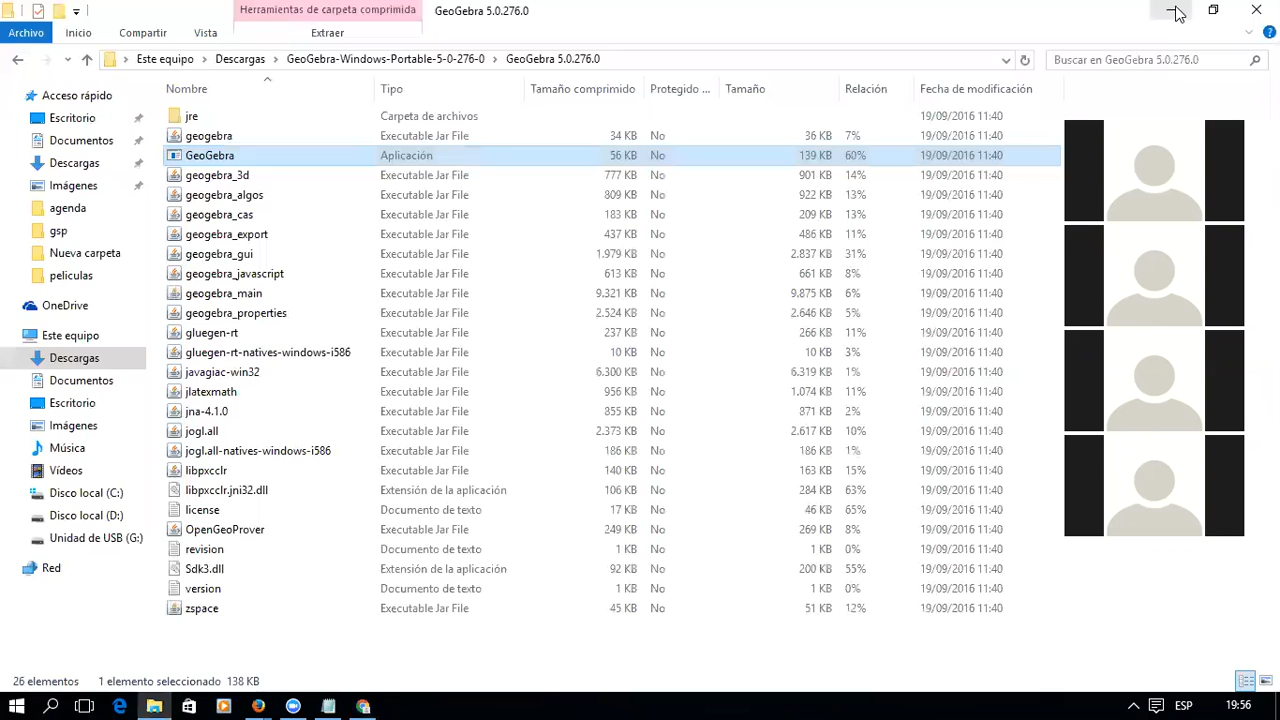 Herramientas de carpeta comprimida
GeoGebra 5.0.276.0
Archivo Inicio Compartir Vista Extraer
Este equipo > Descargas > GeoGebra-Windows-Portable-5-0-276-0 > GeoGebra 5.0.276.0
Buscar en GeoGebra 5.0.276.0
Nombre Tipo Tamaño comprimido Protegido ... Tamaño Relación Fecha de modificación
Acceso rápido
Escritorio
Documentos
Descargas
Imágenes
agenda
gsp
Nueva carpeta
peliculas
OneDrive
Este equipo
Descargas
Documentos
Escritorio
Imágenes
Música
Vídeos
Disco local (C:)
Disco local (D:)
Unidad de USB (G:)
Red
jre Carpeta de archivos 19/09/2016 11:40
geogebra Executable Jar File 34 KB No 36 KB 7% 19/09/2016 11:40
GeoGebra Aplicación 56 KB No 139 KB 60% 19/09/2016 11:40
geogebra_3d Executable Jar File 777 KB No 901 KB 14% 19/09/2016 11:40
geogebra_algos Executable Jar File 809 KB No 922 KB 13% 19/09/2016 11:40
geogebra_cas Executable Jar File 183 KB No 209 KB 13% 19/09/2016 11:40
geogebra_export Executable Jar File 437 KB No 486 KB 11% 19/09/2016 11:40
geogebra_gui Executable Jar File 1.979 KB No 2.837 KB 31% 19/09/2016 11:40
geogebra_javascript Executable Jar File 613 KB No 661 KB 8% 19/09/2016 11:40
geogebra_main Executable Jar File 9.321 KB No 9.875 KB 6% 19/09/2016 11:40
geogebra_properties Executable Jar File 2.524 KB No 2.646 KB 5% 19/09/2016 11:40
gluegen-rt Executable Jar File 237 KB No 266 KB 11% 19/09/2016 11:40
gluegen-rt-natives-windows-i586 Executable Jar File 10 KB No 10 KB 3% 19/09/2016 11:40
javagiac-win32 Executable Jar File 6.300 KB No 6.319 KB 1% 19/09/2016 11:40
jlatexmath Executable Jar File 956 KB No 1.074 KB 11% 19/09/2016 11:40
jna-4.1.0 Executable Jar File 855 KB No 871 KB 2% 19/09/2016 11:40
jogl.all Executable Jar File 2.373 KB No 2.617 KB 10% 19/09/2016 11:40
jogl.all-natives-windows-i586 Executable Jar File 186 KB No 186 KB 1% 19/09/2016 11:40
libpxcclr Executable Jar File 140 KB No 163 KB 15% 19/09/2016 11:40
libpxcclr.jni32.dll Extensión de la aplicación 106 KB No 284 KB 63% 19/09/2016 11:40
license Documento de texto 17 KB No 46 KB 65% 19/09/2016 11:40
OpenGeoProver Executable Jar File 249 KB No 269 KB 8% 19/09/2016 11:40
revision Documento de texto 1 KB No 1 KB 0% 19/09/2016 11:40
Sdk3.dll Extensión de la aplicación 92 KB No 200 KB 55% 19/09/2016 11:40
version Documento de texto 1 KB No 1 KB 0% 19/09/2016 11:40
zspace Executable Jar File 45 KB No 51 KB 12% 19/09/2016 11:40
26 elementos 1 elemento seleccionado 138 KB
ESP 19:56